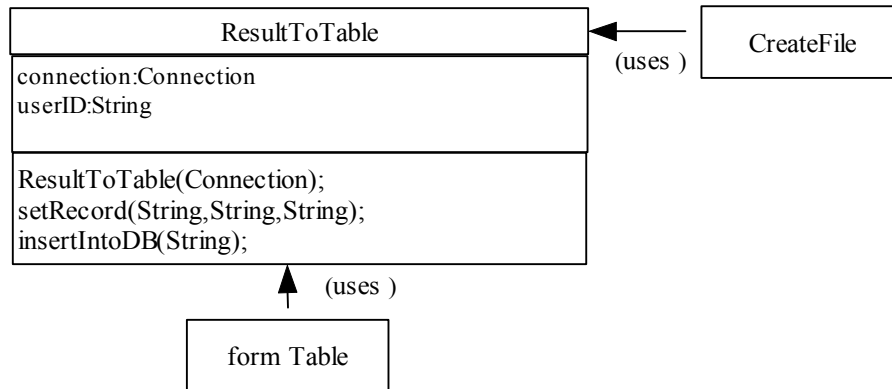 ResultToTable
CreateFile
(uses )
connection:Connection
userID:String
ResultToTable(Connection);
setRecord(String,String,String);
insertIntoDB(String);
(uses )
form Table